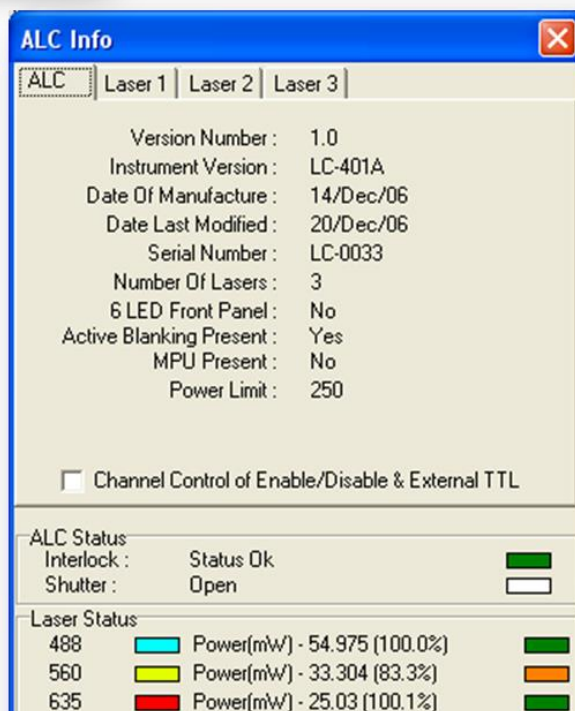 ALC Info
ALC Laser 1 Laser 2 Laser 3
Version Number : 1.0
Instrument Version : LC-401A
Date Of Manufacture : 14/Dec/06
Date Last Modified : 20/Dec/06
Serial Number : LC-0033
Number Of Lasers : 3
6 LED Front Panel : No
Active Blanking Present : Yes
MPU Present : No
Power Limit : 250
Channel Control of Enable/Disable & External TTL
ALC Status
Interlock : Status Ok
Shutter : Open
Laser Status
488 Power(mW) - 54.975 (100.0%)
560 Power(mW) - 33.304 (83.3%)
635 Power(mW) - 25.03 (100.1%)